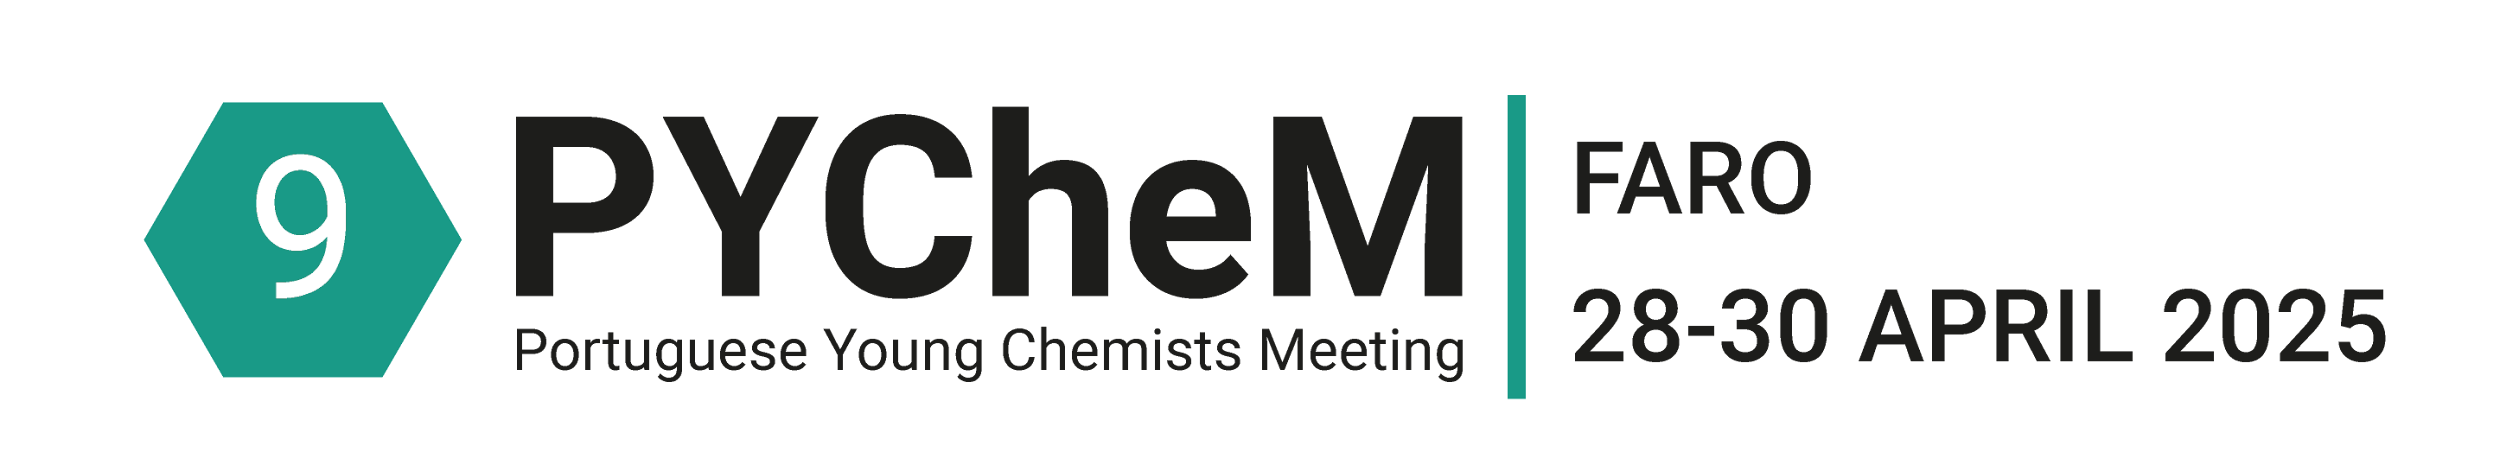 9
PYCheM
Portuguese Young Chemists Meeting
FARO
28-30 APRIL 2025